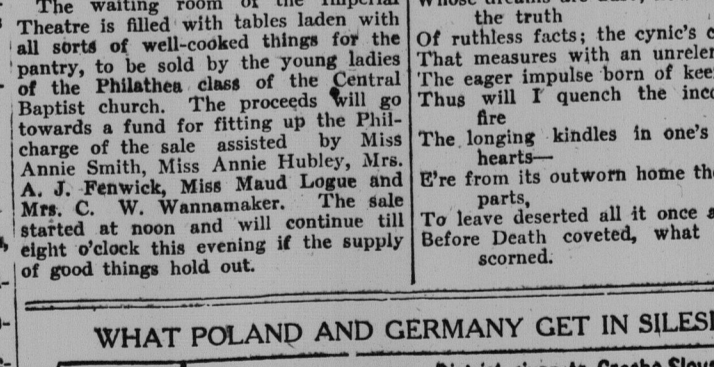 The waiting room of the Imperial
Theatre is filled with tables laden with
all sorts of well-cooked things for the
pantry, to be sold by the young ladies
of the Philathea class of the Central
Baptist church. The proceeds will go
towards a fund for fitting up the Phil-
charge of the sale assisted by Miss
Annie Smith, Miss Annie Hubley, Mrs.
A. J. Fenwick, Miss Maud Logue and
Mrs. C. W. Wannamaker. The sale
started at noon and will continue till
eight o'clock this evening if the supply
of good things hold out.
the truth
Of ruthless facts; the cynic's
That measures with an
The eager impulse born of
Thus will I quench the
fire
The longing kindles in one's
hearts—
E're from its outworn home
parts,
To leave deserted all it once
Before Death coveted, what
scorned.
WHAT POLAND AND GERMANY GET IN SILESI